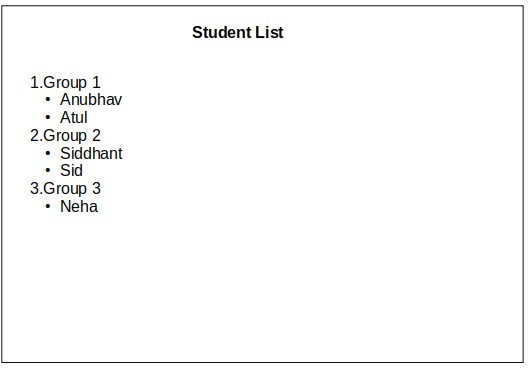 Student List
1.Group 1
• Anubhav
• Atul
2.Group 2
• Siddhant
• Sid
3.Group 3
• Neha